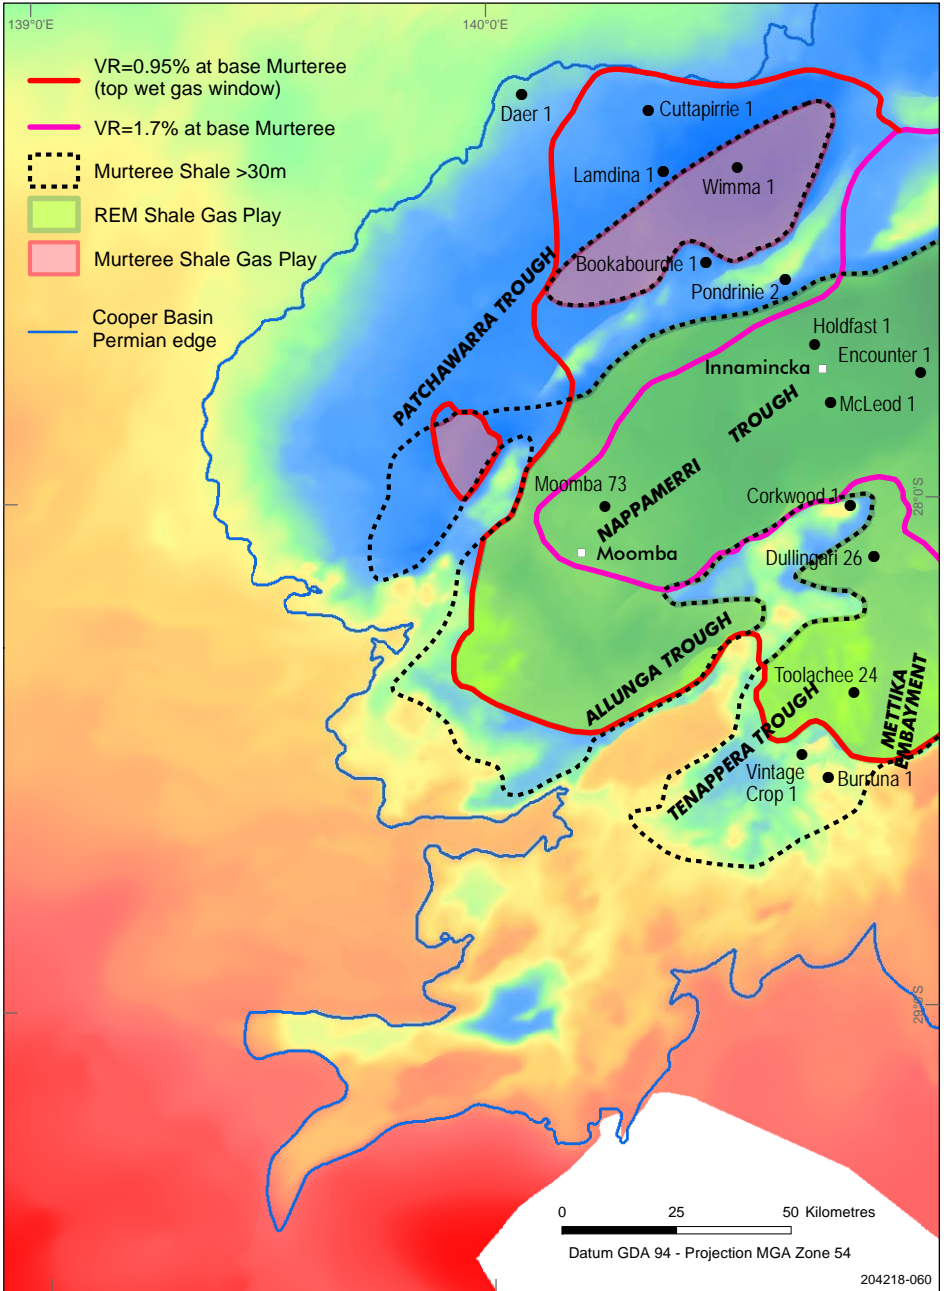 139°0'E
140°0'E
VR=0.95% at base Murteree
(top wet gas window)
VR=1.7% at base Murteree
Murteree Shale >30m
REM Shale Gas Play
Murteree Shale Gas Play
Cooper Basin
Permian edge
Daer 1
Cuttapirrie 1
Lamdina 1
Wimma 1
Bookabourdie 1
Pondrinie 2
PATCHAWARRA TROUGH
Holdfast 1
Encounter 1
Innamincka
McLeod 1
NAPPAMERRI TROUGH
Moomba 73
Corkwood 1
28°0'S
Moomba
Dullingari 26
ALLUNGA TROUGH
Toolachee 24
METTIKA
EMBAYMENT
TENAPPERA TROUGH
Vintage
Crop 1
Burruna 1
29°0'S
0 25 50 Kilometres
Datum GDA 94 - Projection MGA Zone 54
204218-060